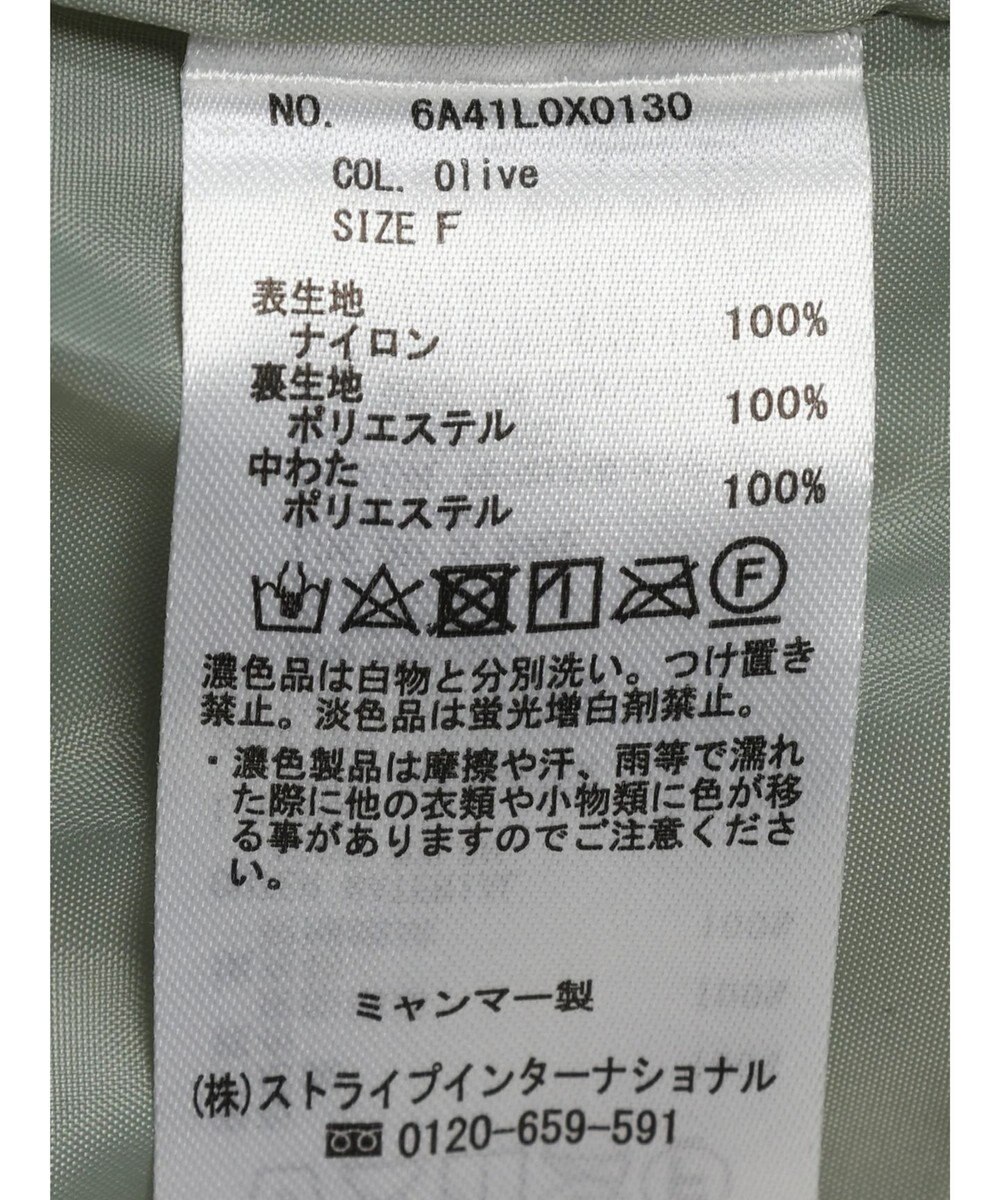 NO. 6A41L0X0130
COL. Olive
SIZE F
表生地
ナイロン 100%
裏生地
ポリエステル 100%
中わた
ポリエステル 100%
F
濃色品は白物と分別洗い。つけ置き
禁止。淡色品は蛍光増白剤禁止。
・濃色製品は摩擦や汗、雨等で濡れ
た際に他の衣類や小物類に色が移
る事がありますのでご注意くださ
い。
ミャンマー製
(株)ストライプインターナショナル
0120-659-591